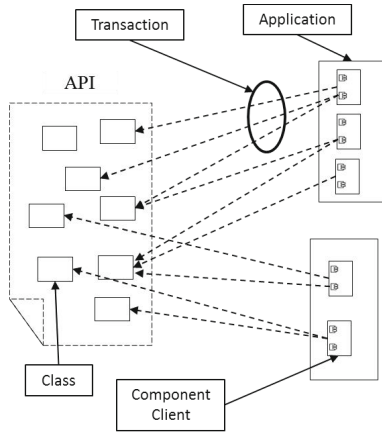 Transaction
Application
API
Class
Component
Client